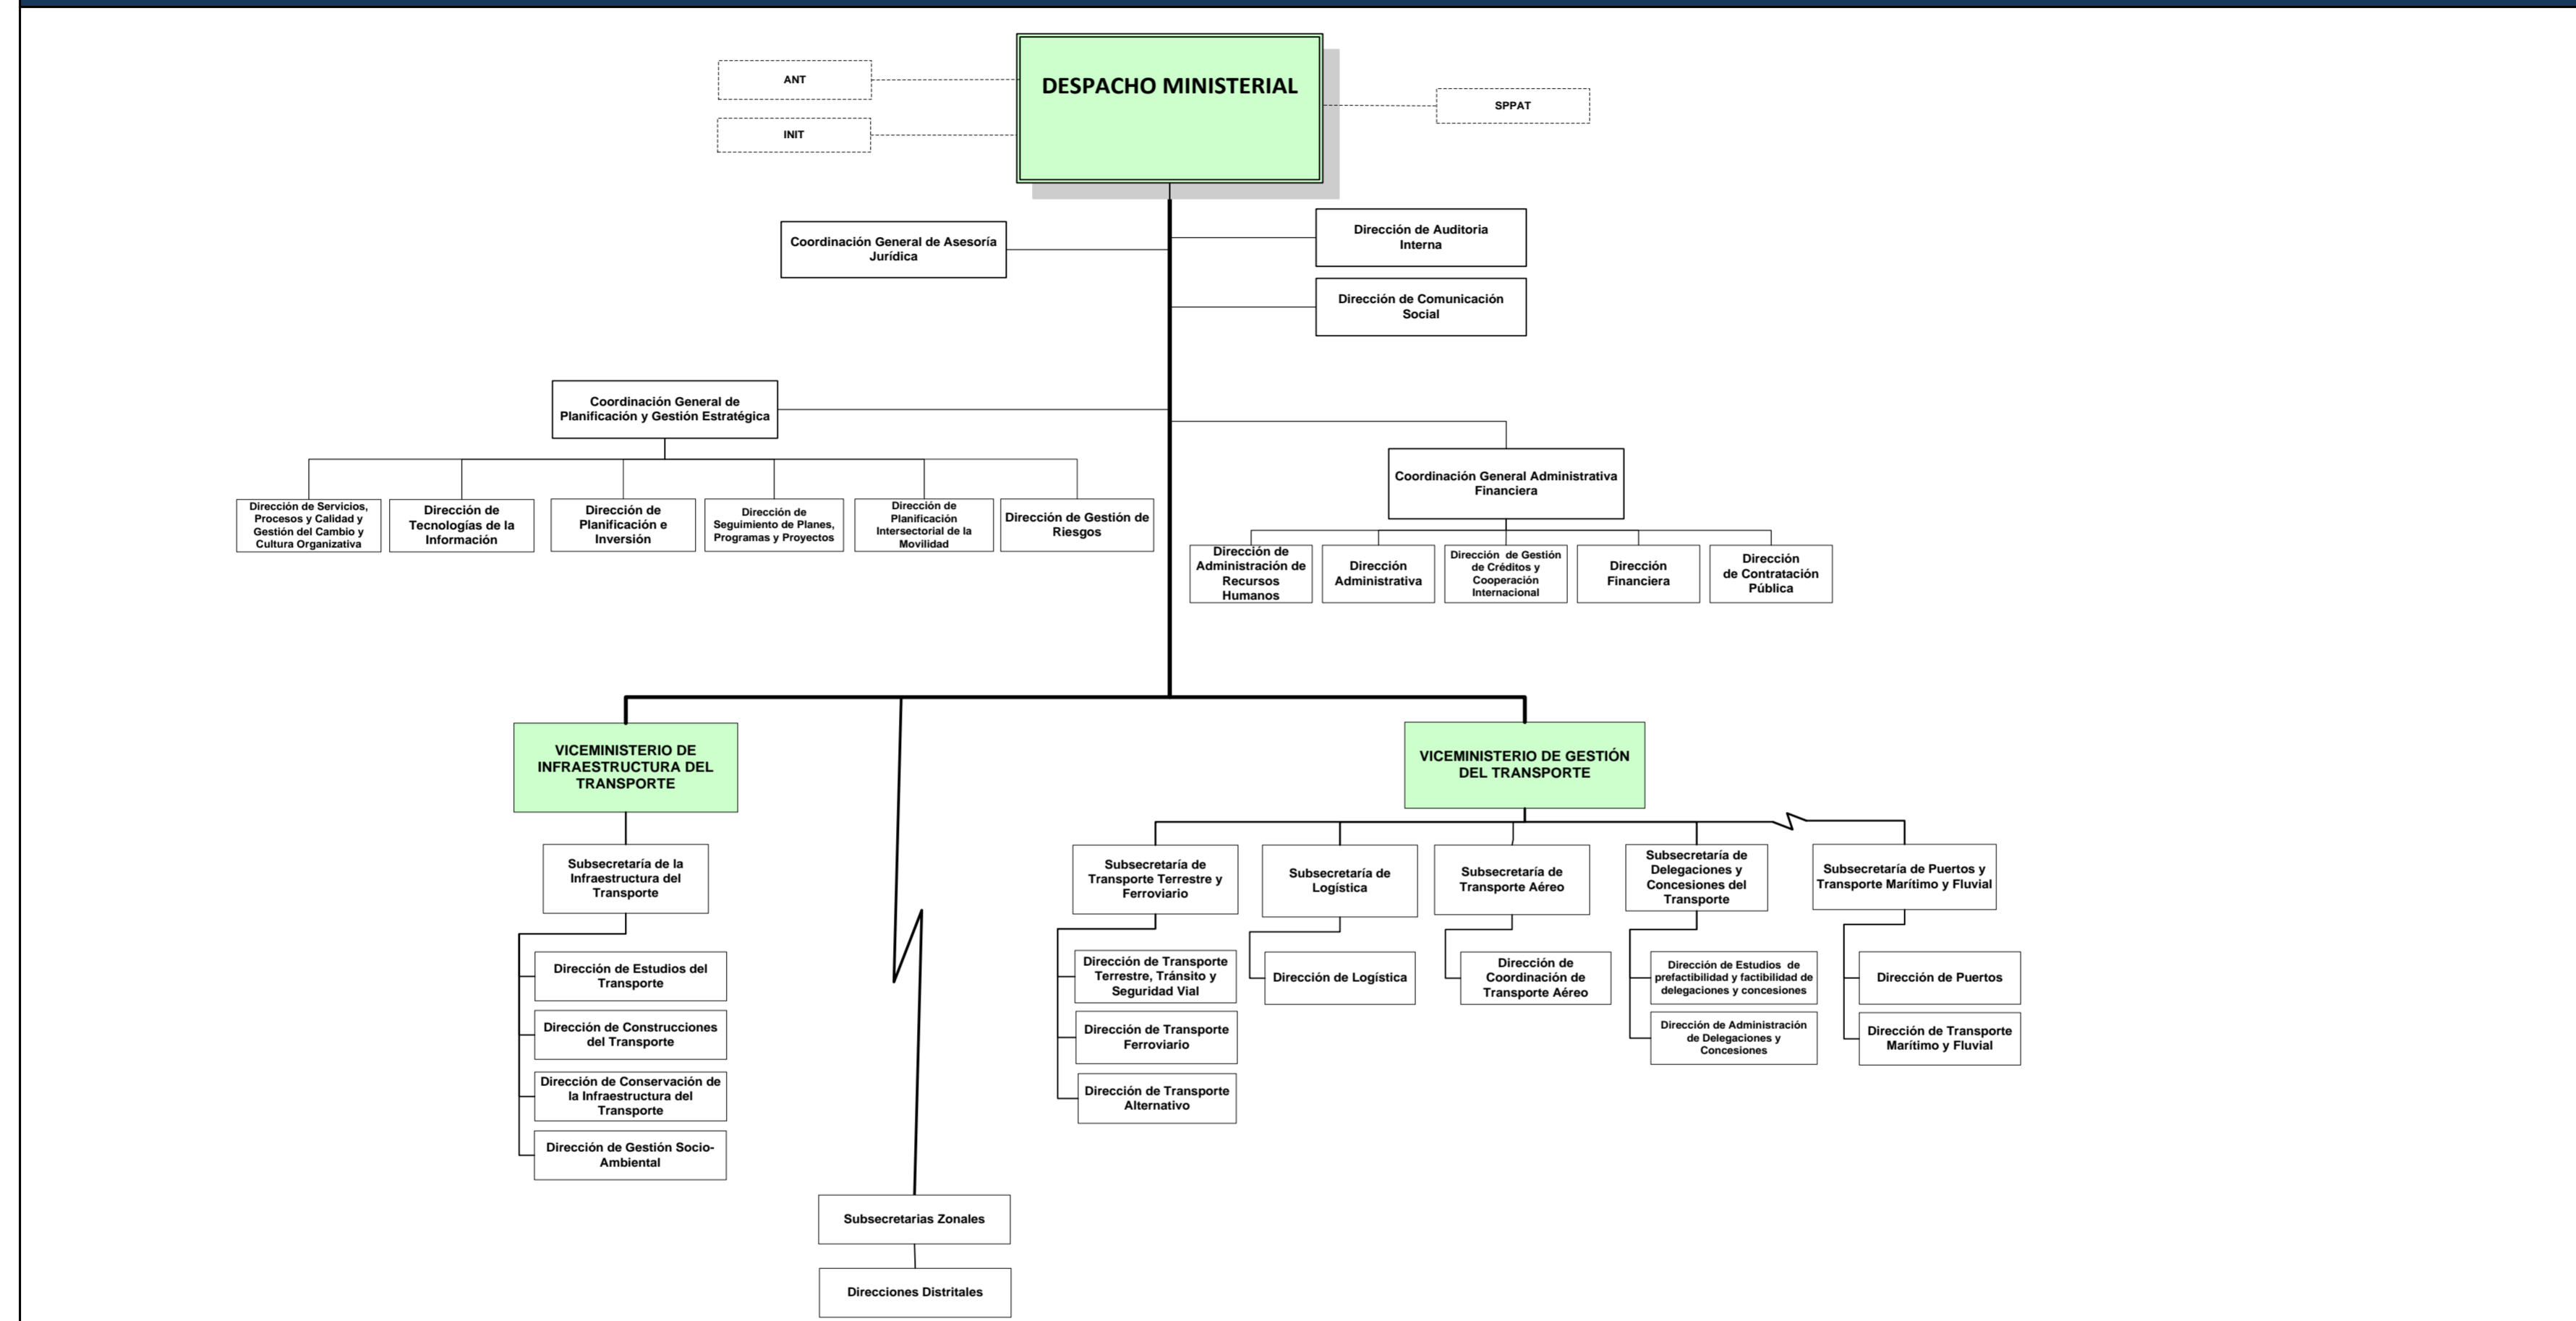 DESPACHO MINISTERIAL
ANT
INIT
SPPAT
Coordinación General de Asesoría
Jurídica
Dirección de Auditoria
Interna
Dirección de Comunicación
Social
Coordinación General de
Planificación y Gestión Estratégica
Coordinación General Administrativa
Financiera
Dirección de Servicios,
Procesos y Calidad y
Gestión del Cambio y
Cultura Organizativa
Dirección de
Tecnologías de la
Información
Dirección de
Planificación e
Inversión
Dirección de
Seguimiento de Planes,
Programas y Proyectos
Dirección de
Planificación
Intersectorial de la
Movilidad
Dirección de Gestión de
Riesgos
Dirección de
Administración de
Recursos
Humanos
Dirección
Administrativa
Dirección  de Gestión
de Créditos y
Cooperación
Internacional
Dirección
Financiera
Dirección
de Contratación
Pública
VICEMINISTERIO DE
INFRAESTRUCTURA DEL
TRANSPORTE
VICEMINISTERIO DE GESTIÓN
DEL TRANSPORTE
Subsecretaría de la
Infraestructura del
Transporte
Subsecretaría de
Transporte Terrestre y
Ferroviario
Subsecretaría de
Logística
Subsecretaría de
Transporte Aéreo
Subsecretaría de
Delegaciones y
Concesiones del
Transporte
Subsecretaría de Puertos y
Transporte Marítimo y Fluvial
Dirección de Estudios del
Transporte
Dirección de Construcciones
del Transporte
Dirección de Conservación de
la Infraestructura del
Transporte
Dirección de Gestión Socio-
Ambiental
Dirección de Transporte
Terrestre, Tránsito y
Seguridad Vial
Dirección de Transporte
Ferroviario
Dirección de Transporte
Alternativo
Dirección de Logística
Dirección de
Coordinación de
Transporte Aéreo
Dirección de Estudios  de
prefactibilidad y factibilidad de
delegaciones y concesiones
Dirección de Administración
de Delegaciones y
Concesiones
Dirección de Puertos
Dirección de Transporte
Marítimo y Fluvial
Subsecretarias Zonales
Direcciones Distritales